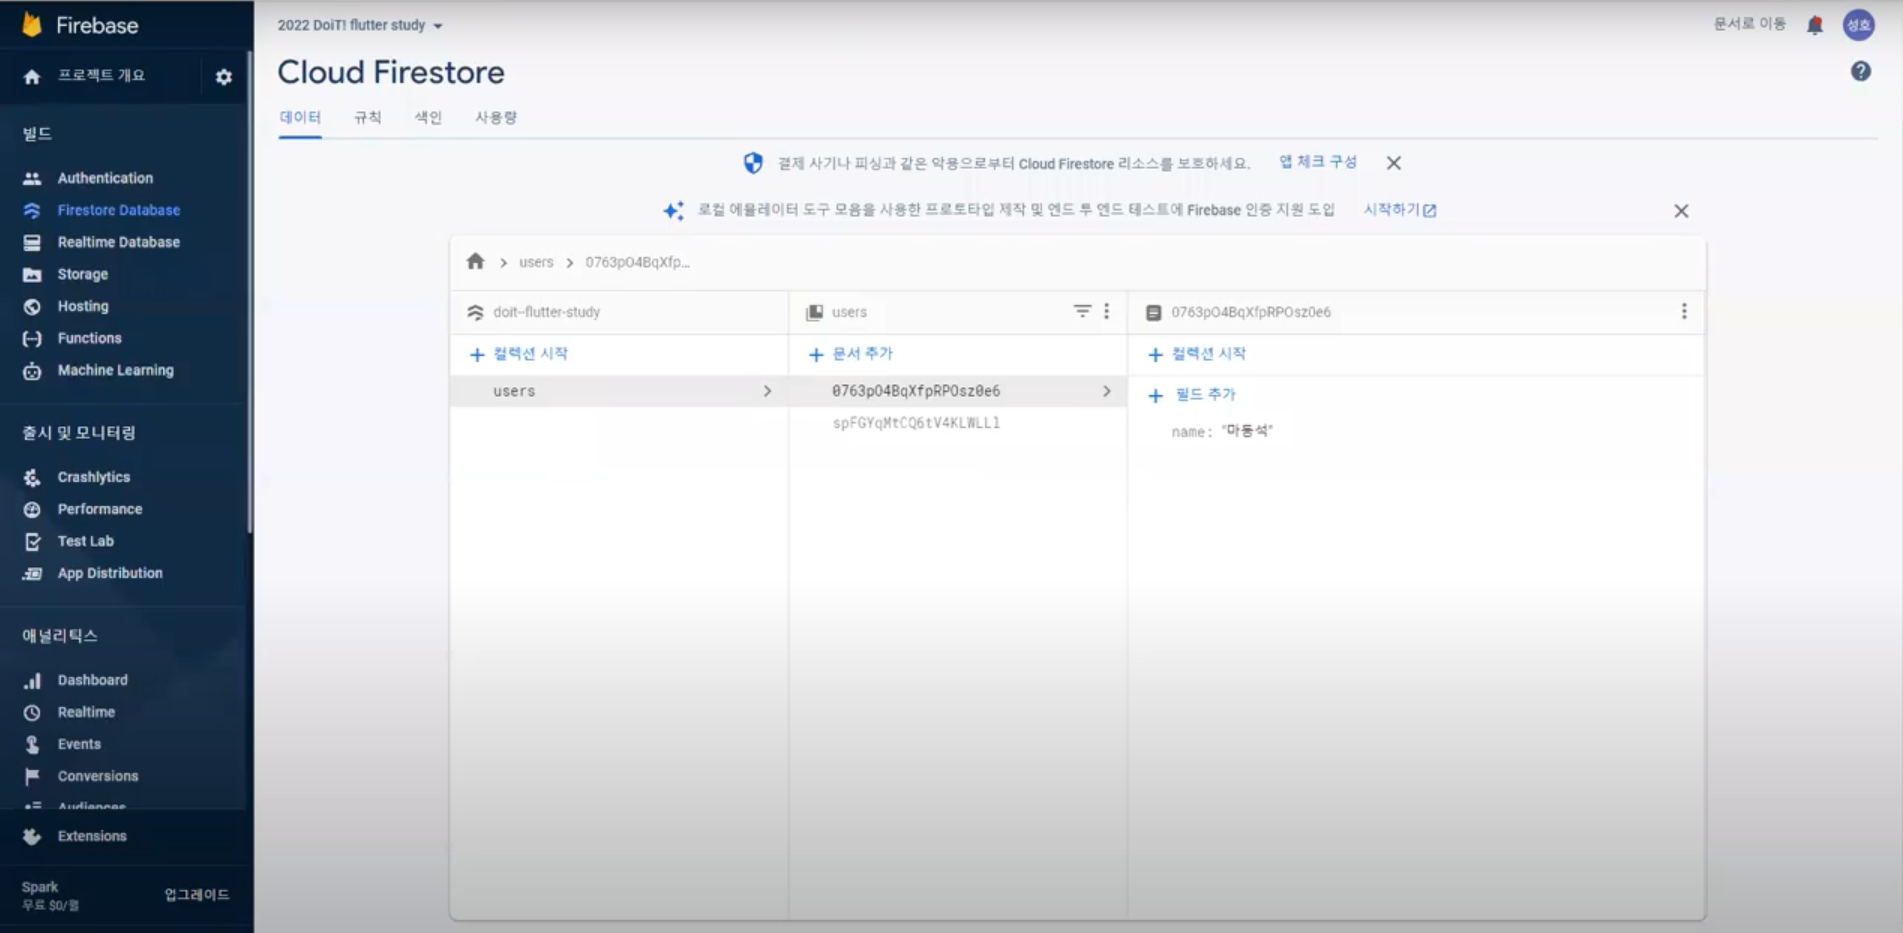 Firebase
프로젝트 개요
빌드
Authentication
Firestore Database
Realtime Database
Storage
Hosting
Functions
Machine Learning
출시 및 모니터링
Crashlytics
Performance
Test Lab
App Distribution
애널리틱스
Dashboard
Realtime
Events
Conversions
Audiences
Extensions
Spark
무료 $0/월
업그레이드
2022 DoiT! flutter study
문서로 이동
성호
Cloud Firestore
데이터 규칙 색인 사용량
결제 사기나 피싱과 같은 악용으로부터 Cloud Firestore 리소스를 보호하세요. 앱 체크 구성
로컬 에뮬레이터 도구 모음을 사용한 프로토타입 제작 및 엔드 투 엔드 테스트에 Firebase 인증 지원 도입 시작하기
users 0763pO4BqXfp...
doit-flutter-study
컬렉션 시작
users
users
문서 추가
0763pO4BqXfpRPOsz0e6
spFGYqMtCQ6tV4KLWLLl
0763pO4BqXfpRPOsz0e6
컬렉션 시작
필드 추가
name: "마동석"